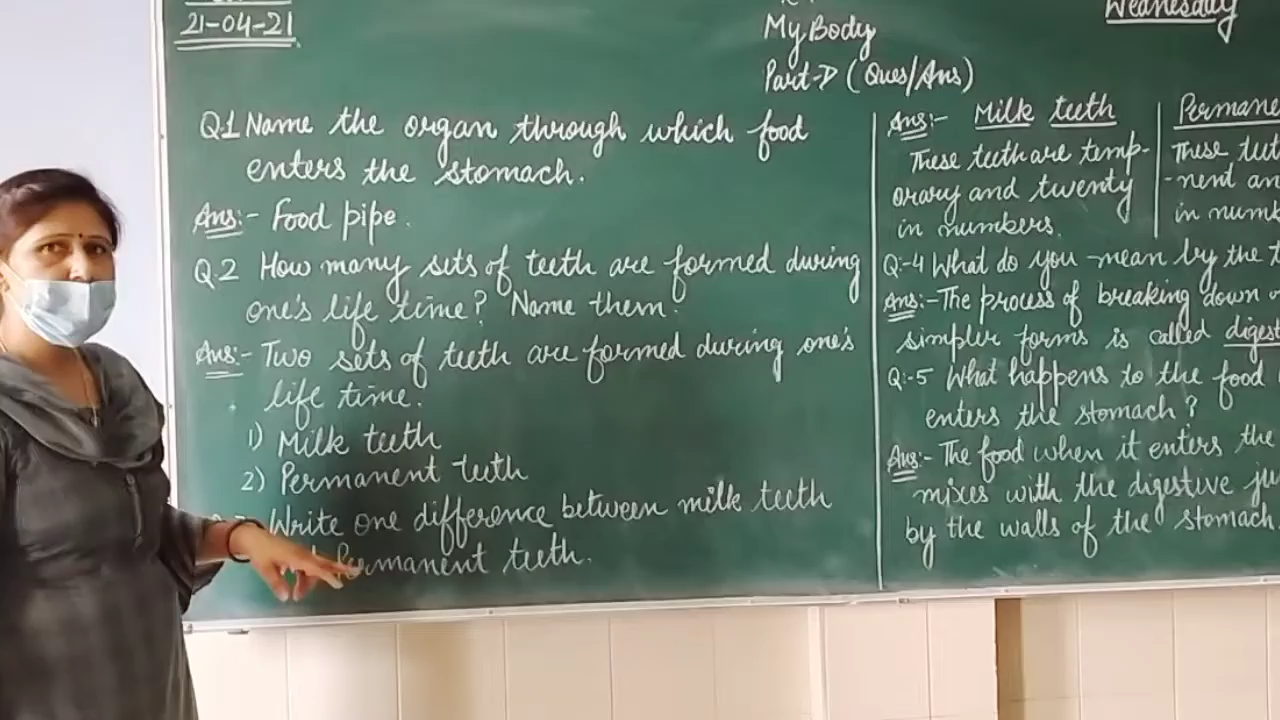 21-04-21
My Body
Wednesday
Part-D (Ques/Ans)
Q.1 Name the organ through which food
enters the stomach.
Ans:- Food pipe.
Q.2 How many sets of teeth are formed during
one's life time? Name them.
Ans:- Two sets of teeth are formed during one's
life time.
1) Milk teeth
2) Permanent teeth
Write one difference between milk teeth
Permanent teeth.
Ans:- Milk teeth
These teeth are temp-
orary and twenty
in numbers.
These
-nent
in
Q:-4 What do you mean by the
Ans:- The process of breaking down
simpler forms is called
Q:-5 What happens to the food
enters the stomach?
Ans:- The food when it enters the
mixes with the digestive
by the walls of the stomach